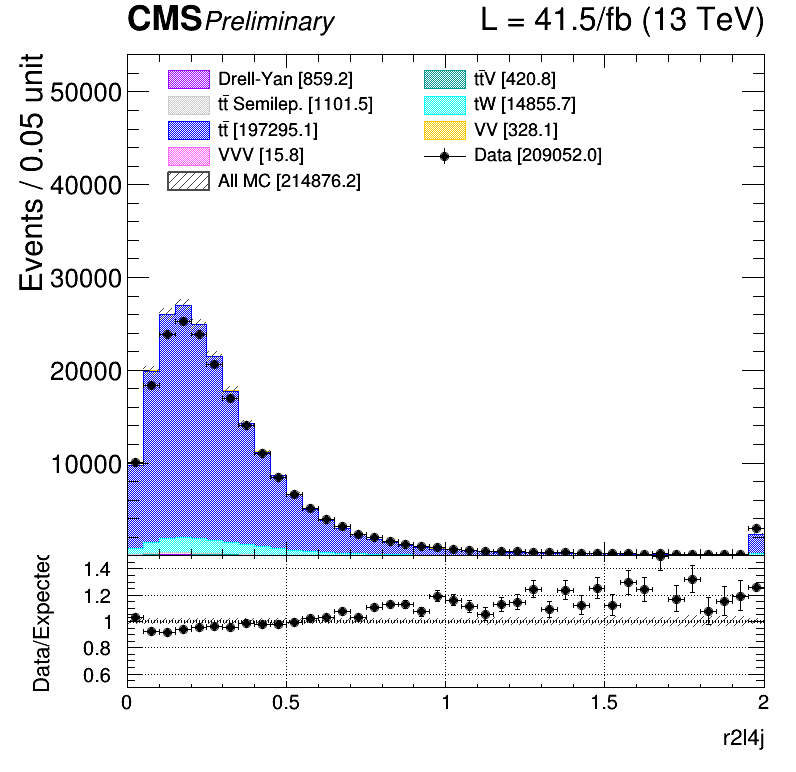 CMS Preliminary L = 41.5/fb (13 TeV)
Events / 0.05 unit
Drell-Yan [859.2]
tt̄ Semilep. [1101.5]
tt̄ [197295.1]
VVV [15.8]
All MC [214876.2]
tt̄V [420.8]
tW [14855.7]
VV [328.1]
Data [209052.0]
50000
40000
30000
20000
10000
Data/Expected
1.4
1.2
1
0.8
0.6
0 0.5 1 1.5 2
r2l4j